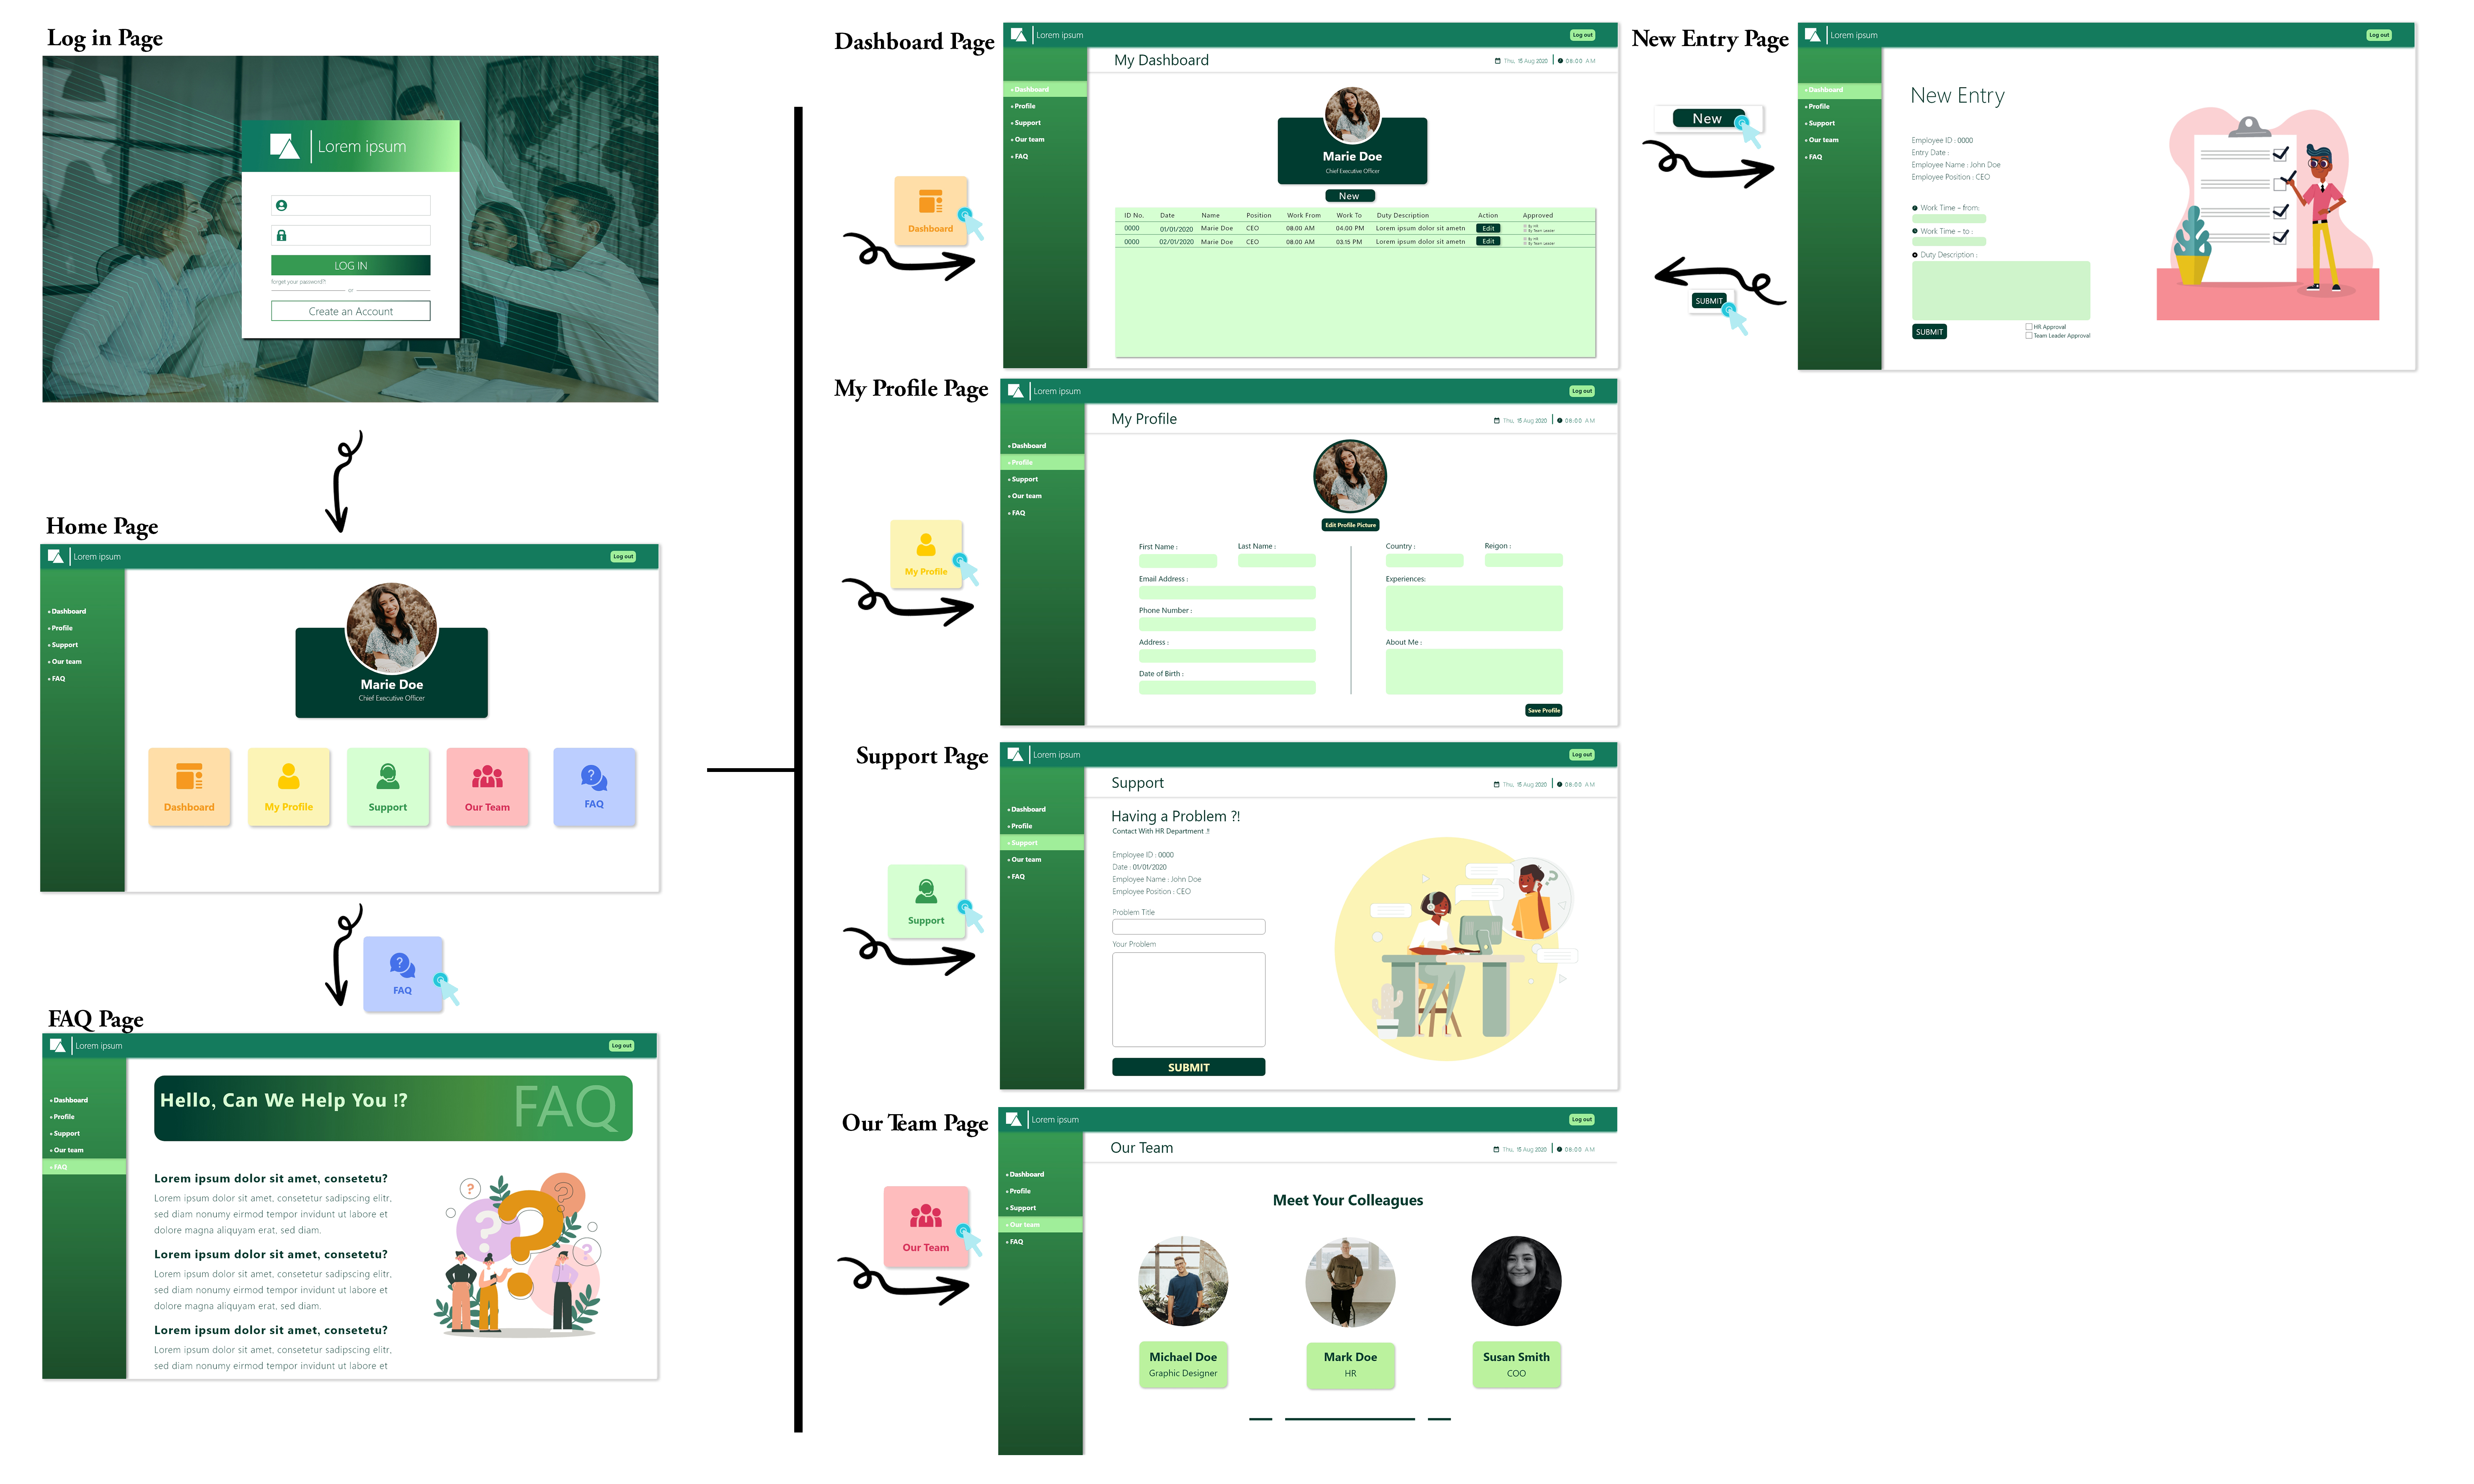 Log in Page
Lorem ipsum
LOG IN
forget your password?!
or
Create an Account
Home Page
Lorem ipsum
Log out
Dashboard
Profile
Support
Our team
FAQ
Marie Doe
Chief Executive Officer
Dashboard
My Profile
Support
Our Team
FAQ
FAQ
FAQ Page
Lorem ipsum
Log out
Dashboard
Profile
Support
Our team
FAQ
Hello, Can We Help You !?
FAQ
Lorem ipsum dolor sit amet, consetetu?
Lorem ipsum dolor sit amet, consetetur sadipscing elitr,
sed diam nonumy eirmod tempor invidunt ut labore et
dolore magna aliquyam erat, sed diam.
Lorem ipsum dolor sit amet, consetetu?
Lorem ipsum dolor sit amet, consetetur sadipscing elitr,
sed diam nonumy eirmod tempor invidunt ut labore et
dolore magna aliquyam erat, sed diam.
Lorem ipsum dolor sit amet, consetetu?
Lorem ipsum dolor sit amet, consetetur sadipscing elitr,
sed diam nonumy eirmod tempor invidunt ut labore et
Dashboard Page
Dashboard
Lorem ipsum
Log out
Dashboard
Profile
Support
Our team
FAQ
My Dashboard
Thu, 15 Aug 2020 08:00 AM
Marie Doe
Chief Executive Officer
New
ID No. Date Name Position Work From Work To Duty Description Action Approved
0000 01/01/2020 Marie Doe CEO 08.00 AM 04.00 PM Lorem ipsum dolor sit ametn Edit By HR
By Team Leader
0000 02/01/2020 Marie Doe CEO 08.00 AM 03.15 PM Lorem ipsum dolor sit ametn Edit By HR
By Team Leader
New Entry Page
New
SUBMIT
Lorem ipsum
Log out
Dashboard
Profile
Support
Our team
FAQ
New Entry
Employee ID : 0000
Entry Date :
Employee Name : John Doe
Employee Position : CEO
Work Time – from:
Work Time – to :
Duty Description :
SUBMIT
HR Approval
Team Leader Approval
My Profile Page
My Profile
Lorem ipsum
Log out
Dashboard
Profile
Support
Our team
FAQ
My Profile
Thu, 15 Aug 2020 08:00 AM
Edit Profile Picture
First Name : Last Name :
Email Address :
Phone Number :
Address :
Date of Birth :
Country : Reigon :
Experiences:
About Me :
Save Profile
Support Page
Support
Lorem ipsum
Log out
Dashboard
Profile
Support
Our team
FAQ
Support
Thu, 15 Aug 2020 08:00 AM
Having a Problem ?!
Contact With HR Department .!!
Employee ID : 0000
Date : 01/01/2020
Employee Name : John Doe
Employee Position : CEO
Problem Title
Your Problem
SUBMIT
Our Team Page
Our Team
Lorem ipsum
Log out
Dashboard
Profile
Support
Our team
FAQ
Our Team
Thu, 15 Aug 2020 08:00 AM
Meet Your Colleagues
Michael Doe
Graphic Designer
Mark Doe
HR
Susan Smith
COO